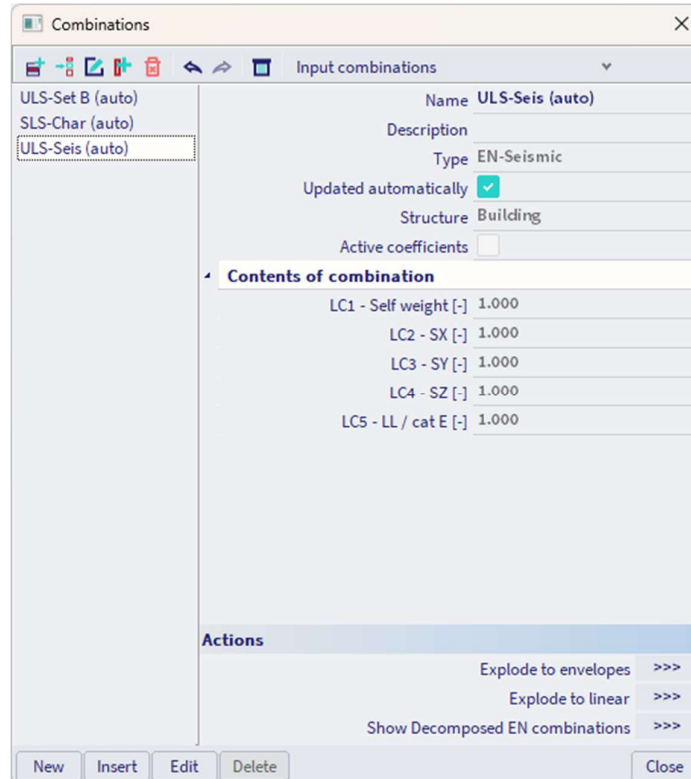 Combinations
Input combinations
ULS-Set B (auto)
SLS-Char (auto)
ULS-Seis (auto)
Name ULS-Seis (auto)
Description
Type EN-Seismic
Updated automatically
Structure Building
Active coefficients
Contents of combination
LC1 - Self weight [-] 1.000
LC2 - SX [-] 1.000
LC3 - SY [-] 1.000
LC4 - SZ [-] 1.000
LC5 - LL / cat E [-] 1.000
Actions
Explode to envelopes >>>
Explode to linear >>>
Show Decomposed EN combinations >>>
New Insert Edit Delete Close